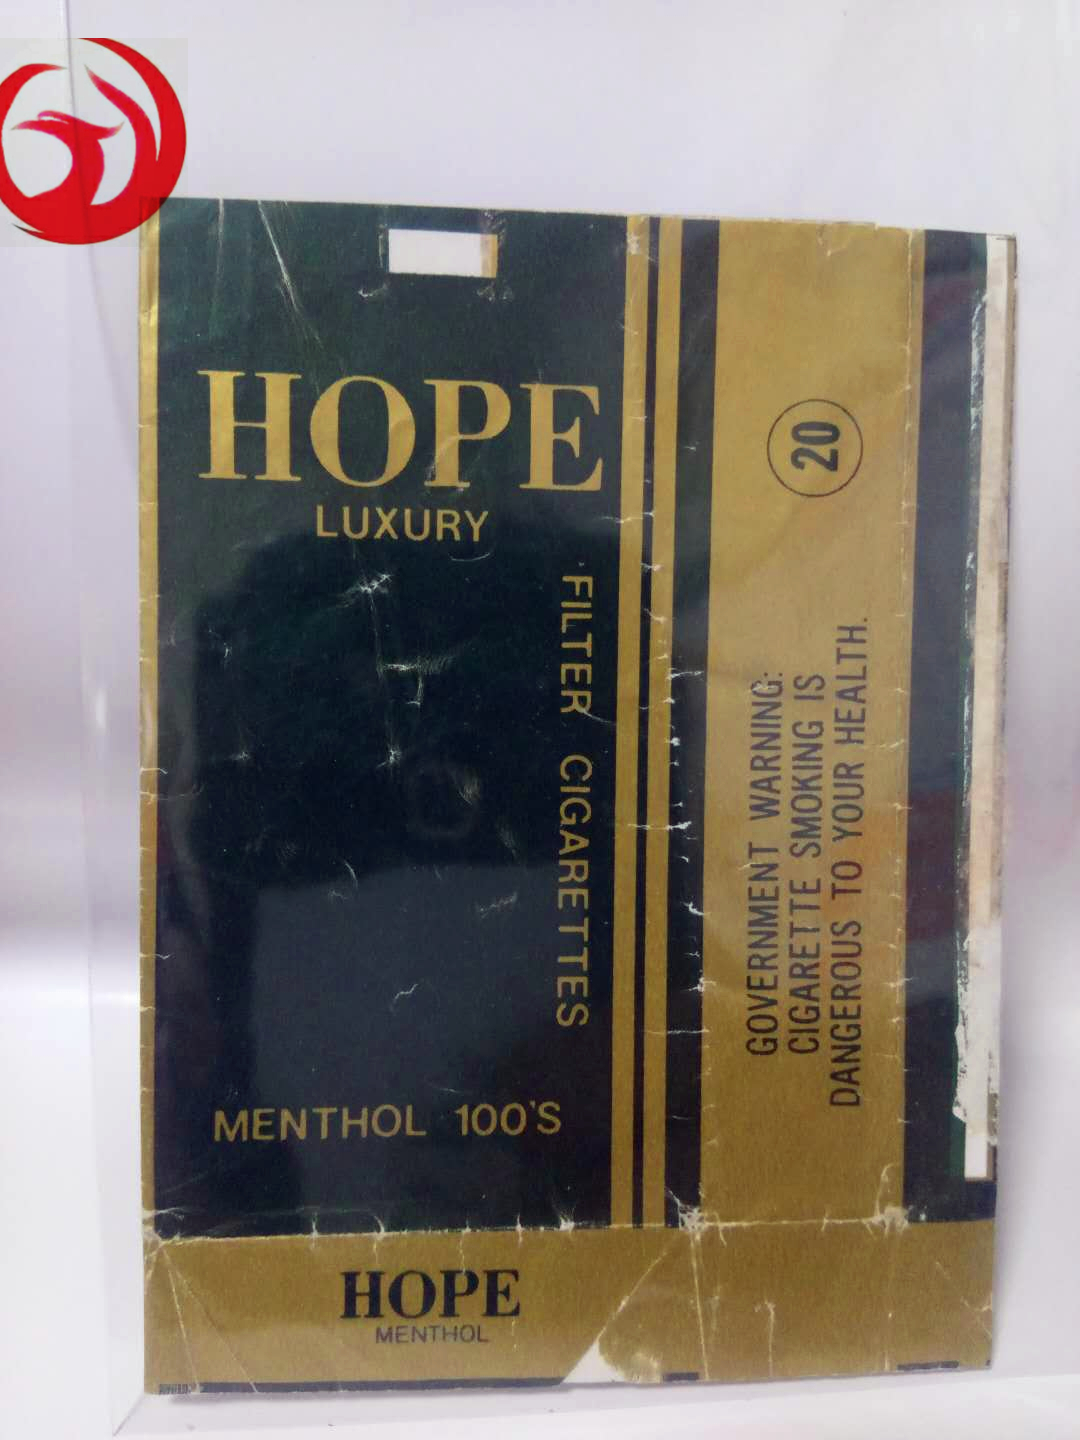 HOPE
LUXURY
FILTER CIGARETTES
MENTHOL 100'S
HOPE
MENTHOL
20
GOVERNMENT WARNING:
CIGARETTE SMOKING IS
DANGEROUS TO YOUR HEALTH.